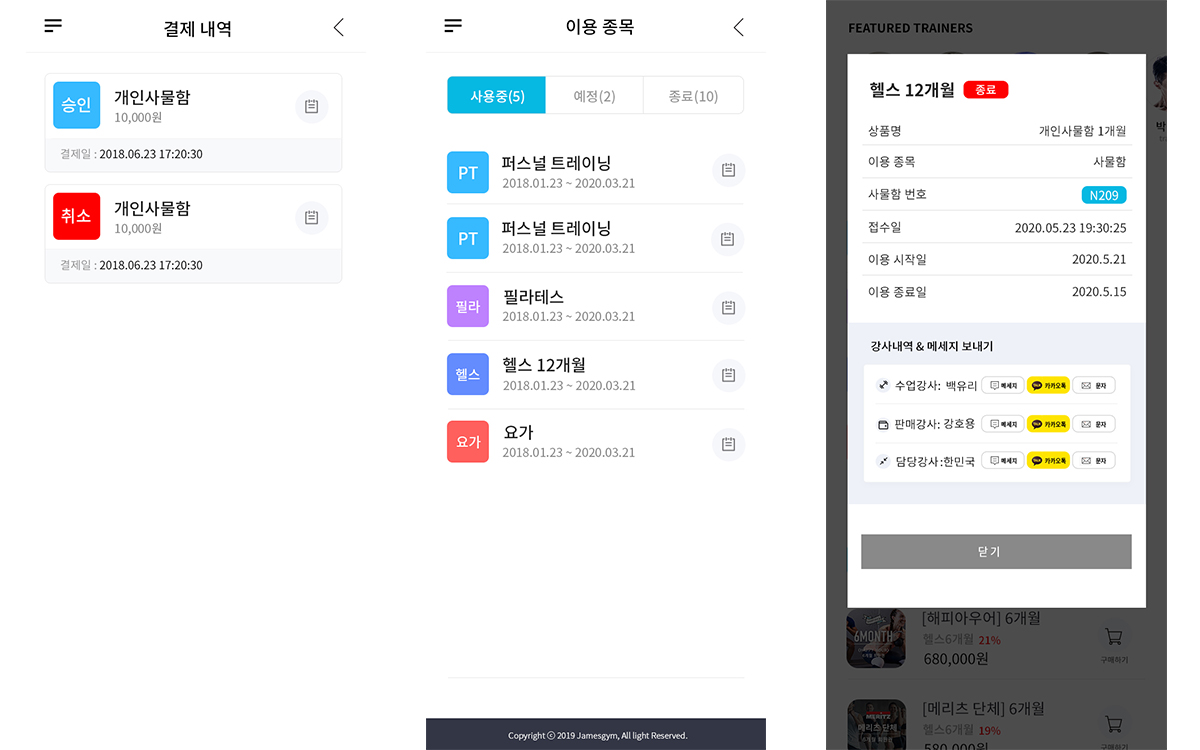 결제 내역
승인
개인사물함
10,000원
결제일 : 2018.06.23 17:20:30
취소
개인사물함
10,000원
결제일 : 2018.06.23 17:20:30
이용 종목
사용중(5)
예정(2)
종료(10)
PT
퍼스널 트레이닝
2018.01.23 ~ 2020.03.21
PT
퍼스널 트레이닝
2018.01.23 ~ 2020.03.21
필라
필라테스
2018.01.23 ~ 2020.03.21
헬스
헬스 12개월
2018.01.23 ~ 2020.03.21
요가
요가
2018.01.23 ~ 2020.03.21
Copyright ⓒ 2019 Jamesgym, All light Reserved.
FEATURED TRAINERS
헬스 12개월 종료
상품명 개인사물함 1개월
이용 종목 사물함
사물함 번호 N209
접수일 2020.05.23 19:30:25
이용 시작일 2020.5.21
이용 종료일 2020.5.15
강사내역 & 메세지 보내기
수업강사: 백유리 메세지 카카오톡 문자
판매강사: 강호용 메세지 카카오톡 문자
담당강사:한민국 메세지 카카오톡 문자
닫기
6MONTH
[해피아우어] 6개월
헬스6개월 21%
680,000원
구매하기
MERITZ
메리츠 단체
[메리츠 단체] 6개월
헬스6개월 19%
580,000원
구매하기